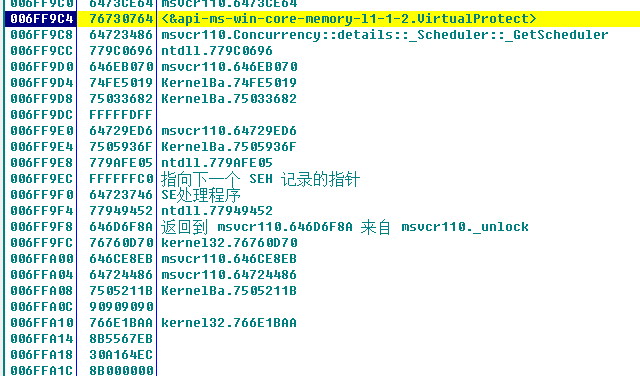 006FF9C0 6473CE64 msvcr110.6473CE64
006FF9C4 76730764 <&api-ms-win-core-memory-l1-1-2.VirtualProtect>
006FF9C8 64723486 msvcr110.Concurrency::details::_Scheduler::_GetScheduler
006FF9CC 779C0696 ntdll.779C0696
006FF9D0 646EB070 msvcr110.646EB070
006FF9D4 74FE5019 KernelBa.74FE5019
006FF9D8 75033682 KernelBa.75033682
006FF9DC FFFFFDFF
006FF9E0 64729ED6 msvcr110.64729ED6
006FF9E4 7505936F KernelBa.7505936F
006FF9E8 779AFE05 ntdll.779AFE05
006FF9EC FFFFFFC0 指向下一个 SEH 记录的指针
006FF9F0 64723746 SE处理程序
006FF9F4 77949452 ntdll.77949452
006FF9F8 646D6F8A 返回到 msvcr110.646D6F8A 来自 msvcr110._unlock
006FF9FC 76760D70 kernel32.76760D70
006FFA00 646CE8EB msvcr110.646CE8EB
006FFA04 64724486 msvcr110.64724486
006FFA08 7505211B KernelBa.7505211B
006FFA0C 90909090
006FFA10 766E1BAA kernel32.766E1BAA
006FFA14 8B5567EB
006FFA18 30A164EC
006FFA1C 8B000000